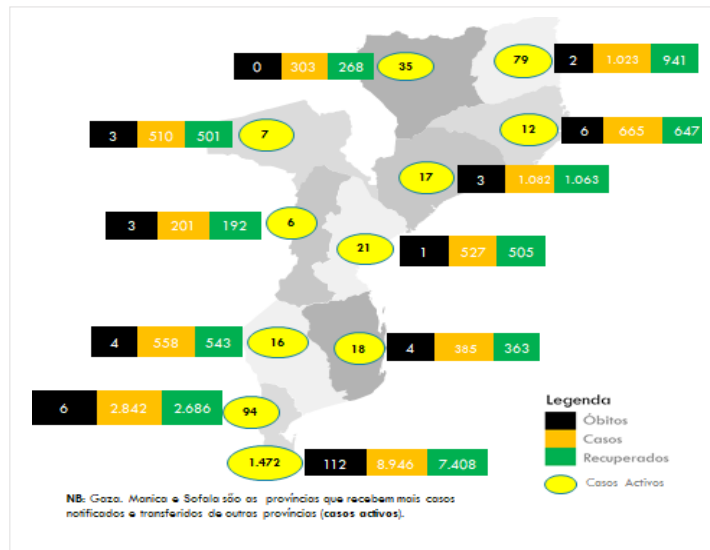 0 303 268 35
79 2 1.023 941
3 510 501 7
12 6 665 647
17 3 1.082 1.063
3 201 192 6
21 1 527 505
4 558 543 16
18 4 385 363
6 2.842 2.686 94
1.472 112 8.946 7.408
Legenda
Óbitos
Casos
Recuperados
Casos Activos
NB: Gaza. Manica e Sofala são as províncias que recebem mais casos
notificados e transferidos de outras províncias (casos activos).